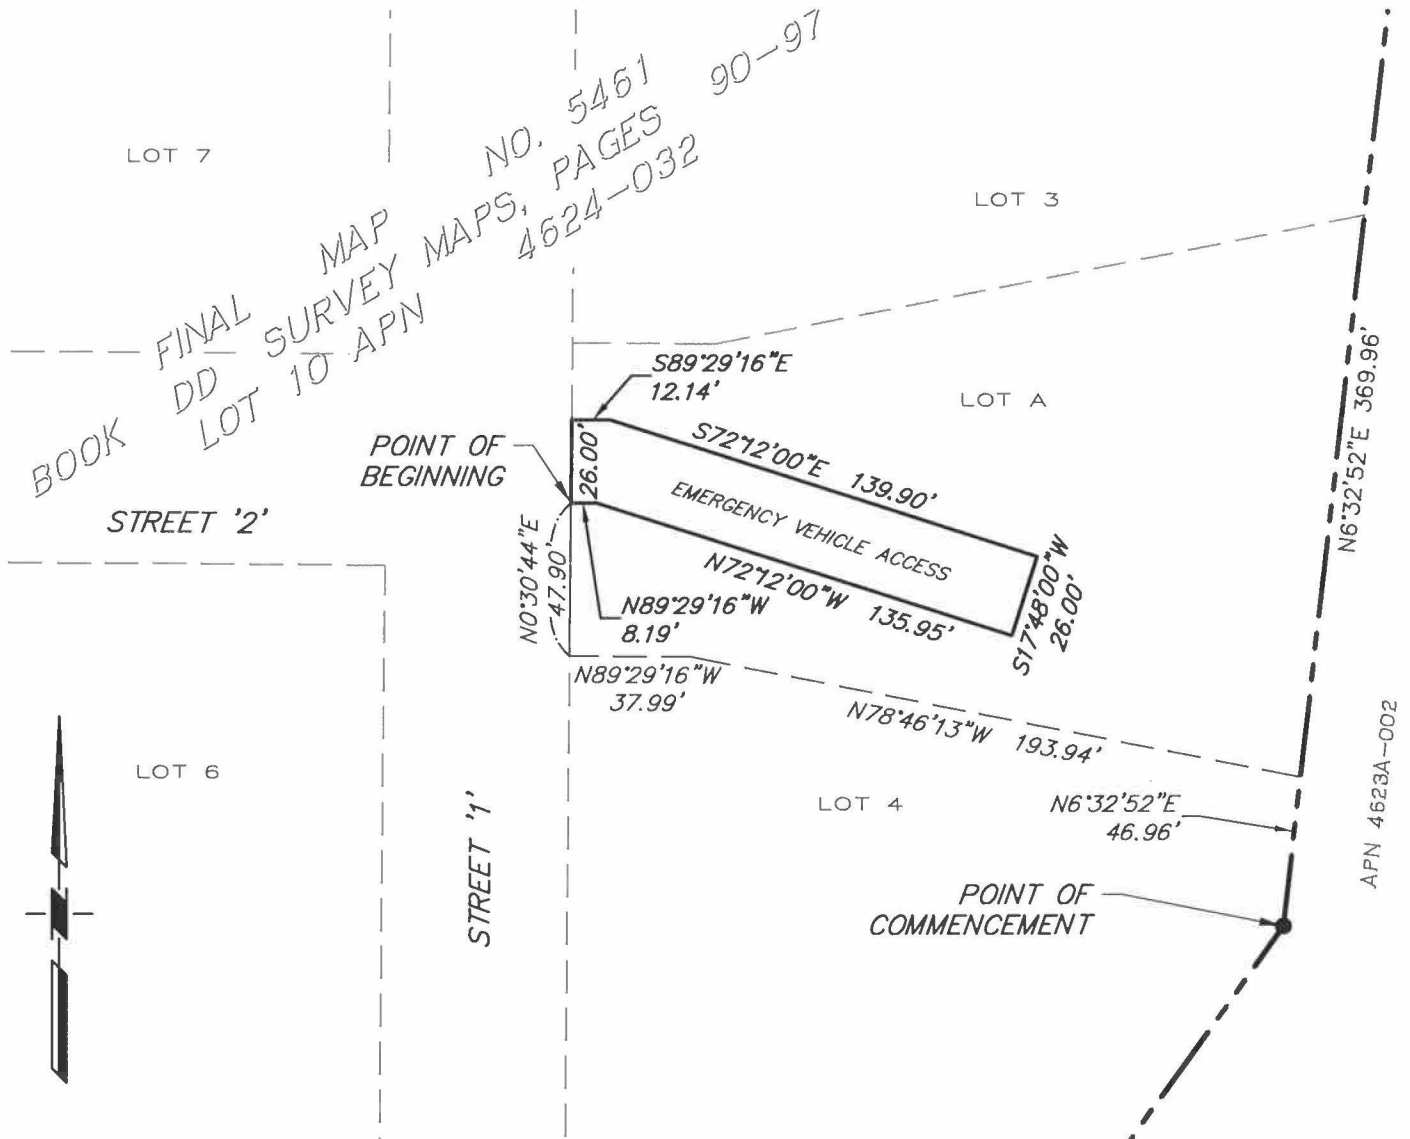 LOT 7
FINAL MAP NO. 5461
BOOK DD SURVEY MAPS, PAGES 90-97
LOT 10 APN 4624-032
LOT 3
S89°29'16"E
12.14'
LOT A
POINT OF
BEGINNING
26.00'
S72°12'00"E 139.90'
EMERGENCY VEHICLE ACCESS
N72°12'00"W 135.95'
S17°48'00"W
26.00'
N6°32'52"E 369.96'
STREET '2'
N0°30'44"E
47.90'
N89°29'16"W
8.19'
N89°29'16"W
37.99'
N78°46'13"W 193.94'
LOT 6
STREET '1'
LOT 4
N6°32'52"E
46.96'
APN 4623A-002
POINT OF
COMMENCEMENT